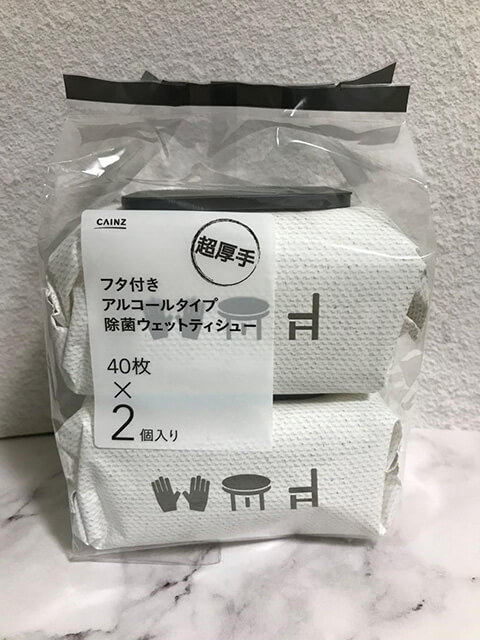 CAINZ
超厚手
フタ付き
アルコールタイプ
除菌ウェットティシュー
40枚
×
2個入り